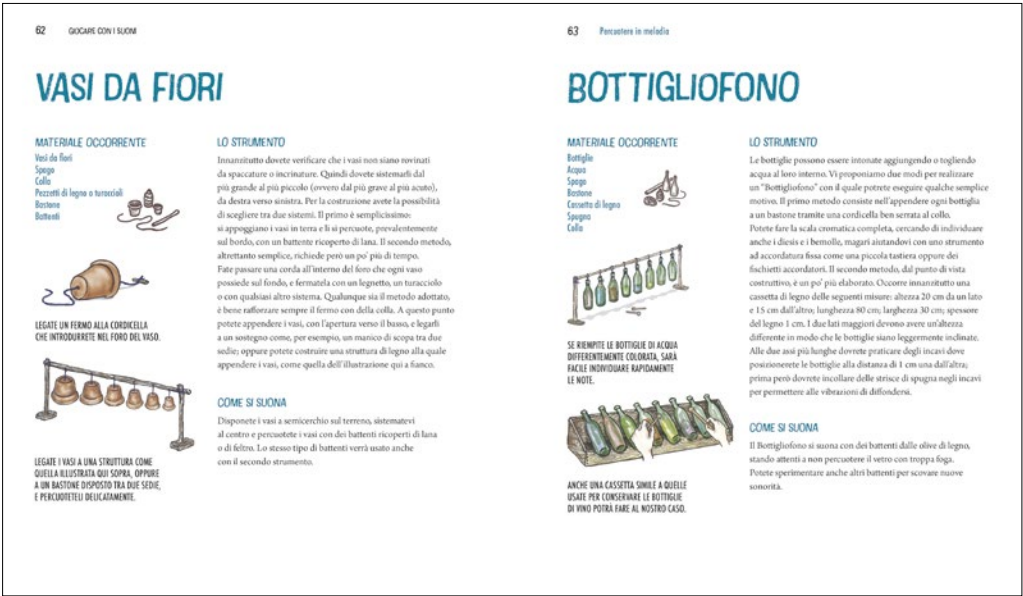 62 GIOCARE CON I SUONI
VASI DA FIORI
MATERIALE OCCORRENTE
Vasi da fiori
Spago
Colla
Pezzetti di legno o turaccioli
Bastone
Battenti
LEGATE UN FERMO ALLA CORDICELLA
CHE INTRODURRETE NEL FORO DEL VASO.
LEGATE I VASI A UNA STRUTTURA COME
QUELLA ILLUSTRATA QUI SOPRA, OPPURE
A UN BASTONE DISPOSTO TRA DUE SEDIE,
E PERCUOTETELI DELICATAMENTE.
LO STRUMENTO
Innanzitutto dovete verificare che i vasi non siano rovinati
da spaccature o incrinature. Quindi dovete sistemarli dal
più grande al più piccolo (ovvero dal più grave al più acuto),
da destra verso sinistra. Per la costruzione avete la possibilità
di scegliere tra due sistemi. Il primo è semplicissimo:
si appoggiano i vasi in terra e li si percuote, prevalentemente
sul bordo, con un battente ricoperto di lana. Il secondo metodo,
altrettanto semplice, richiede però un po' più di tempo.
Fate passare una corda all'interno del foro che ogni vaso
possiede sul fondo, e fermatela con un legnetto, un turacciolo
o con qualsiasi altro sistema. Qualunque sia il metodo adottato,
è bene rafforzare sempre il fermo con della colla. A questo punto
potete appendere i vasi, con l'apertura verso il basso, e legarli
a un sostegno come, per esempio, un manico di scopa tra due
sedie; oppure potete costruire una struttura di legno alla quale
appendere i vasi, come quella dell'illustrazione qui a fianco.
COME SI SUONA
Disponete i vasi a semicerchio sul terreno, sistematevi
al centro e percuotete i vasi con dei battenti ricoperti di lana
o di feltro. Lo stesso tipo di battenti verrà usato anche
con il secondo strumento.
63 Percuotere in melodia
BOTTIGLIOFONO
MATERIALE OCCORRENTE
Bottiglie
Acqua
Spago
Bastone
Cassetta di legno
Spugna
Colla
SE RIEMPITE LE BOTTIGLIE DI ACQUA
DIFFERENTEMENTE COLORATA, SARÀ
FACILE INDIVIDUARE RAPIDAMENTE
LE NOTE.
ANCHE UNA CASSETTA SIMILE A QUELLE
USATE PER CONSERVARE LE BOTTIGLIE
DI VINO POTRÀ FARE AL NOSTRO CASO.
LO STRUMENTO
Le bottiglie possono essere intonate aggiungendo o togliendo
acqua al loro interno. Vi proponiamo due modi per realizzare
un "Bottigliofono" con il quale potrete eseguire qualche semplice
motivo. Il primo metodo consiste nell'appendere ogni bottiglia
a un bastone tramite una cordicella ben serrata al collo.
Potete fare la scala cromatica completa, cercando di individuare
anche i diesis e i bemolle, magari aiutandovi con uno strumento
ad accordatura fissa come una piccola tastiera oppure dei
fischietti accordatori. Il secondo metodo, dal punto di vista
costruttivo, è un po' più elaborato. Occorre innanzitutto una
cassetta di legno delle seguenti misure: altezza 20 cm da un lato
e 15 cm dall'altro; lunghezza 80 cm; larghezza 30 cm; spessore
del legno 1 cm. I due lati maggiori devono avere un'altezza
differente in modo che le bottiglie siano leggermente inclinate.
Alle due assi più lunghe dovrete praticare degli incavi dove
posizionerete le bottiglie alla distanza di 1 cm una dall'altra;
prima però dovrete incollare delle strisce di spugna negli incavi
per permettere alle vibrazioni di diffondersi.
COME SI SUONA
Il Bottigliofono si suona con dei battenti dalle olive di legno,
stando attenti a non percuotere il vetro con troppa foga.
Potete sperimentare anche altri battenti per scovare nuove
sonorità.